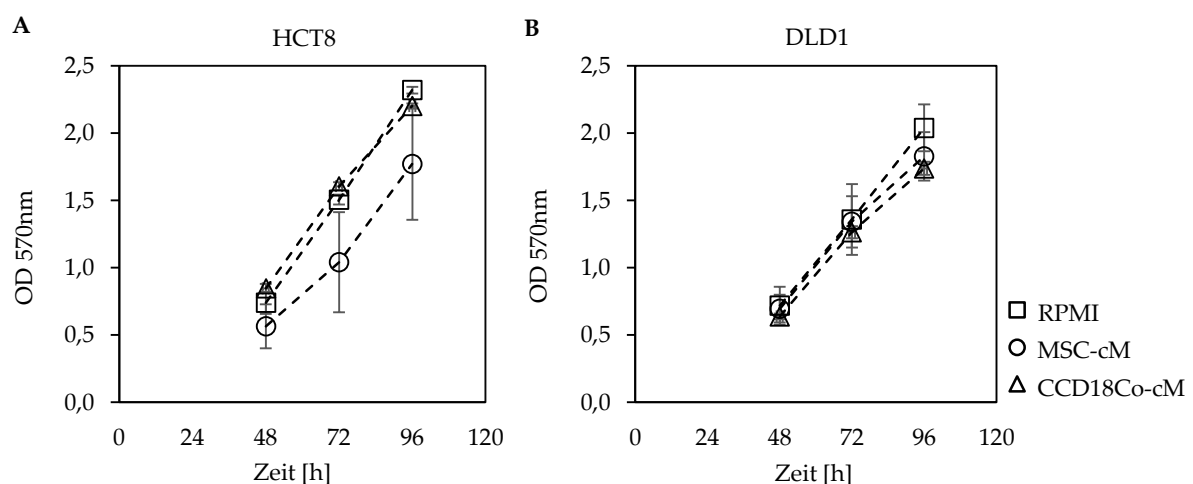 A
HCT8
2,5
2,0
1,5
1,0
0,5
0,0
OD 570nm
0 24 48 72 96 120
Zeit [h]
B
DLD1
2,5
2,0
1,5
1,0
0,5
0,0
OD 570nm
0 24 48 72 96 120
Zeit [h]
RPMI
MSC-cM
CCD18Co-cM